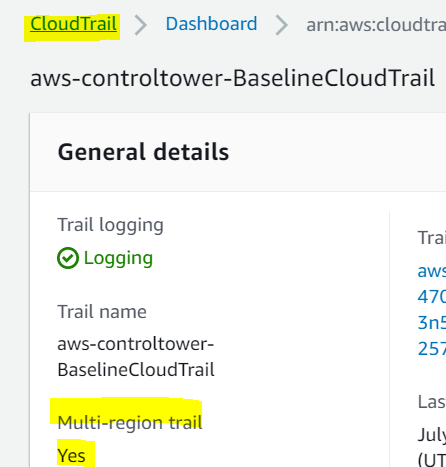 CloudTrail > Dashboard > arn:aws:cloudtra
aws-controltower-BaselineCloudTrail
General details
Trail logging
Logging
Trail name
aws-controltower-
BaselineCloudTrail
Multi-region trail
Yes
Trai
aws
470
3n5
257
Las
July
(UT